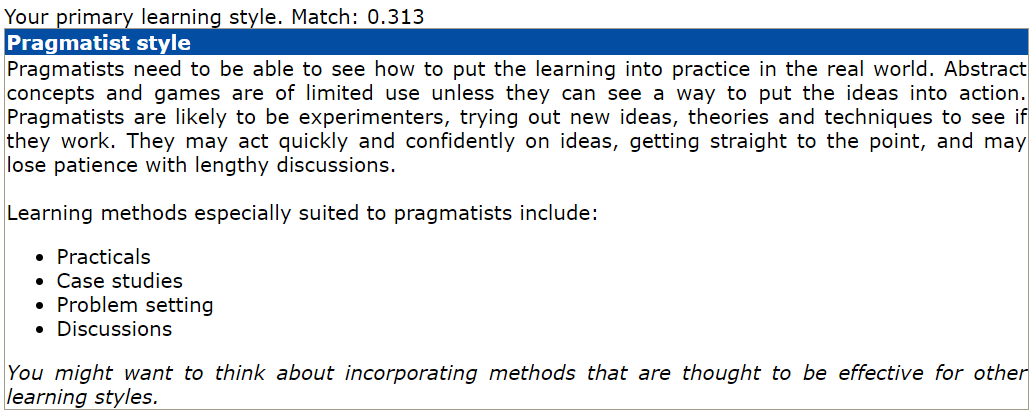 Your primary learning style. Match: 0.313
Pragmatist style
Pragmatists need to be able to see how to put the learning into practice in the real world. Abstract
concepts and games are of limited use unless they can see a way to put the ideas into action.
Pragmatists are likely to be experimenters, trying out new ideas, theories and techniques to see if
they work. They may act quickly and confidently on ideas, getting straight to the point, and may
lose patience with lengthy discussions.
Learning methods especially suited to pragmatists include:
• Practicals
• Case studies
• Problem setting
• Discussions
You might want to think about incorporating methods that are thought to be effective for other
learning styles.